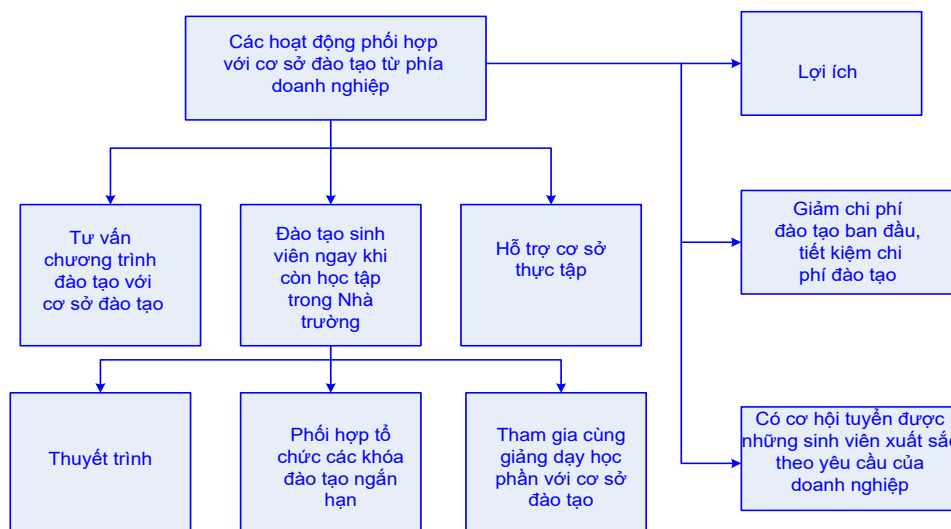 Các hoạt động phối hợp
với cơ sở đào tạo từ phía
doanh nghiệp
Lợi ích
Tư vấn
chương trình
đào tạo với
cơ sở đào tạo
Đào tạo sinh
viên ngay khi
còn học tập
trong Nhà
trường
Hỗ trợ cơ sở
thực tập
Giảm chi phí
đào tạo ban đầu,
tiết kiệm chi
phí đào tạo
Thuyết trình
Phối hợp tổ
chức các khóa
đào tạo ngắn
hạn
Tham gia cùng
giảng dạy học
phần với cơ sở
đào tạo
Có cơ hội tuyển được
những sinh viên xuất
theo yêu cầu của
doanh nghiệp